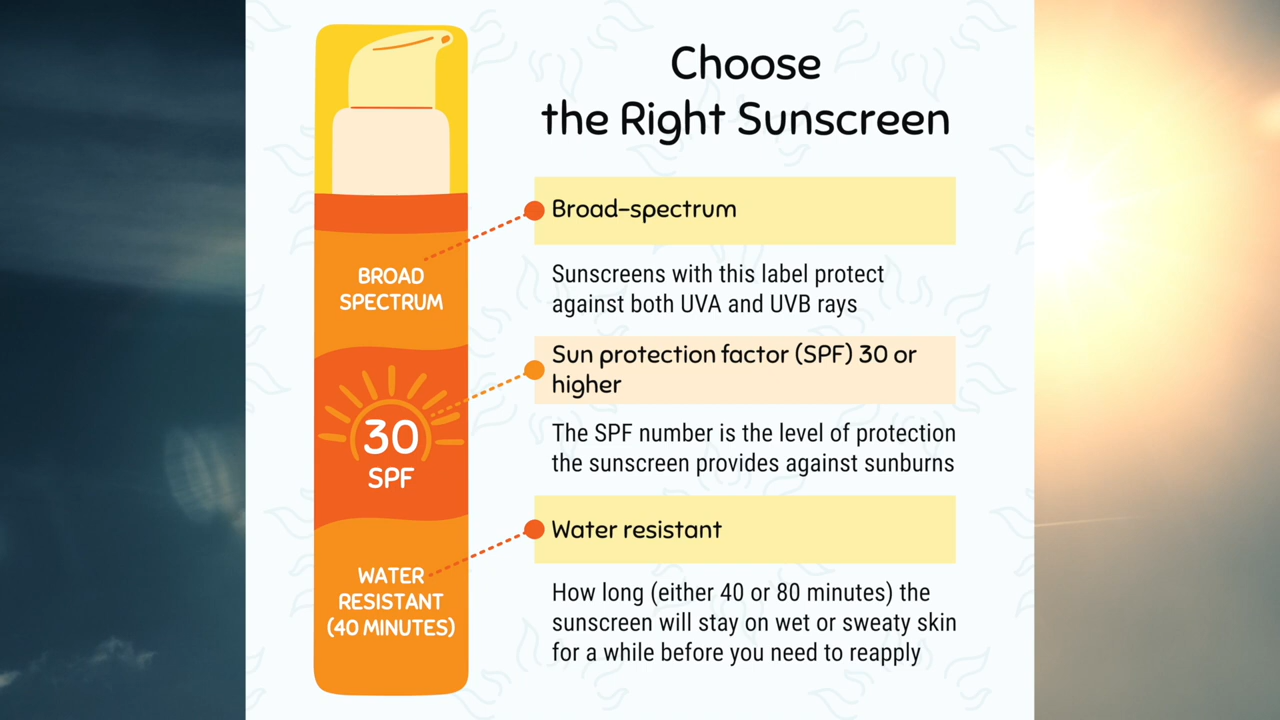 Choose
the Right Sunscreen
BROAD
SPECTRUM
Broad-spectrum
Sunscreens with this label protect
against both UVA and UVB rays
30
SPF
Sun protection factor (SPF) 30 or
higher
The SPF number is the level of protection
the sunscreen provides against sunburns
WATER
RESISTANT
(40 MINUTES)
Water resistant
How long (either 40 or 80 minutes) the
sunscreen will stay on wet or sweaty skin
for a while before you need to reapply